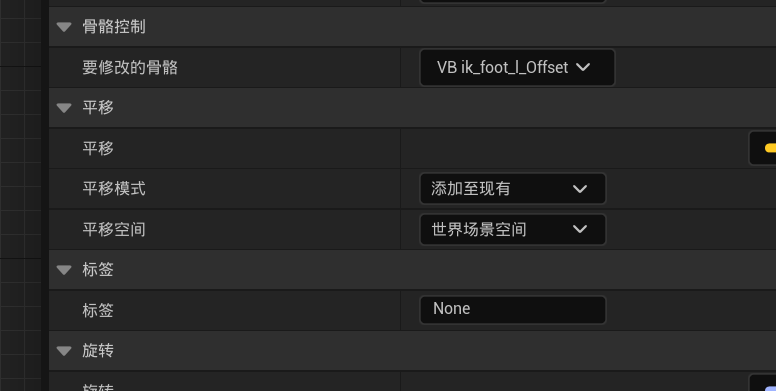 骨骼控制
要修改的骨骼 VB ik_foot_l_Offset
平移
平移
平移模式 添加至现有
平移空间 世界场景空间
标签
标签 None
旋转
旋转